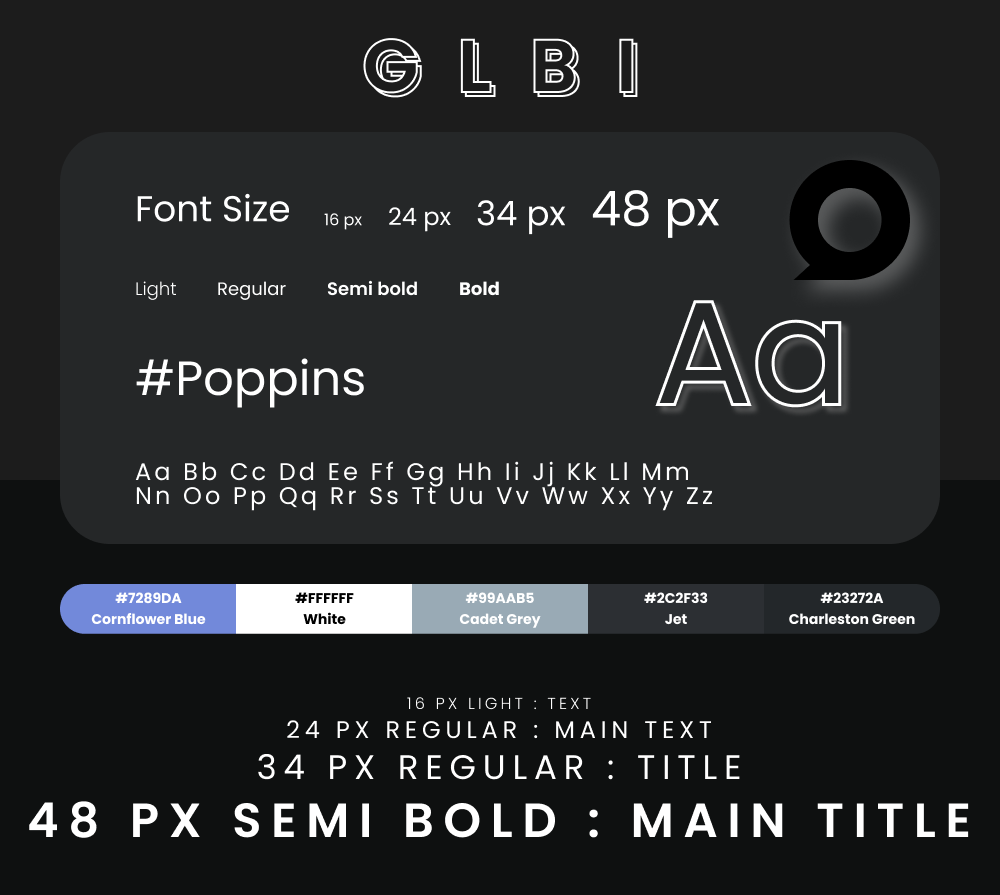 G L B I
Font Size 16 px 24 px 34 px 48 px
Light Regular Semi bold Bold
Aa
#Poppins
Aa Bb Cc Dd Ee Ff Gg Hh Ii Jj Kk Ll Mm
Nn Oo Pp Qq Rr Ss Tt Uu Vv Ww Xx Yy Zz
#7289DA #FFFFFF #99AAB5 #2C2F33 #23272A
Cornflower Blue White Cadet Grey Jet Charleston Green
16 PX LIGHT : TEXT
24 PX REGULAR : MAIN TEXT
34 PX REGULAR : TITLE
48 PX SEMI BOLD : MAIN TITLE